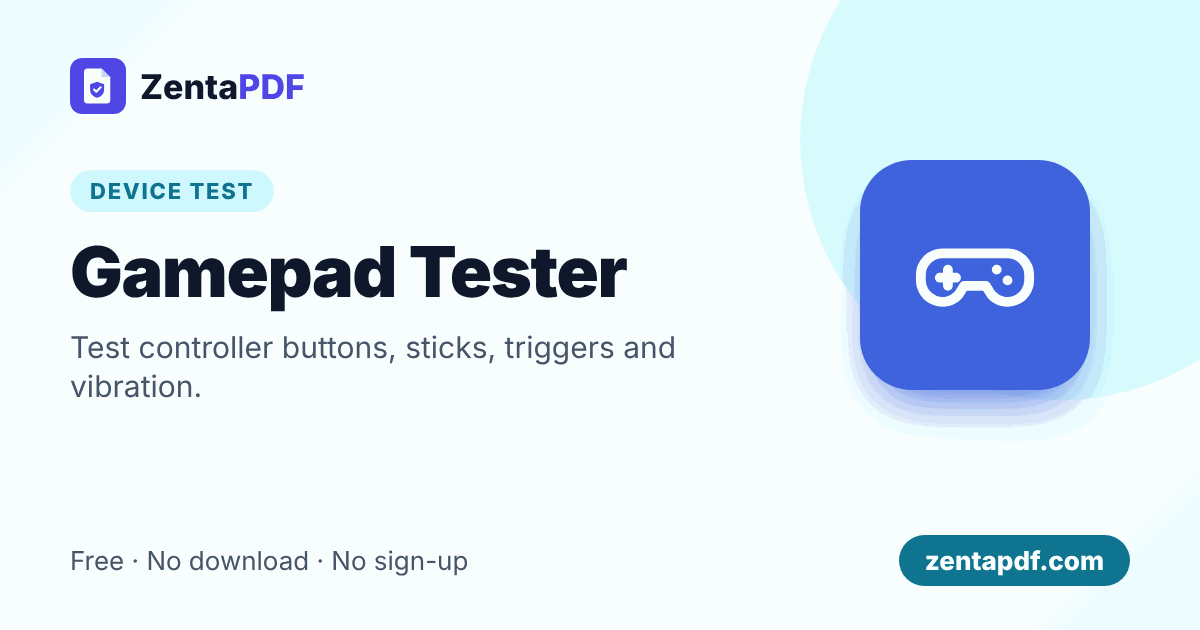 ZentaPDF
DEVICE TEST
Gamepad Tester
Test controller buttons, sticks, triggers and
vibration.
Free · No download · No sign-up
zentapdf.com